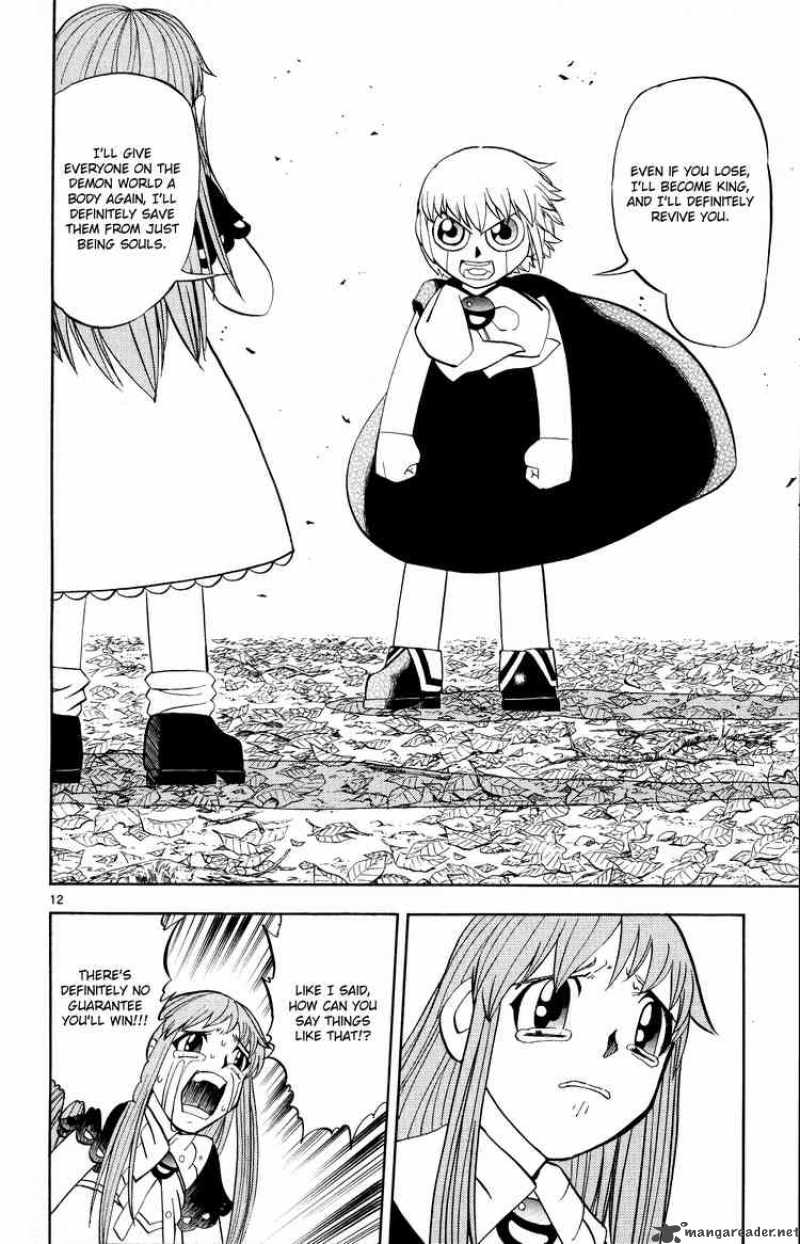 EVEN IF YOU LOSE,
I'LL BECOME KING,
AND I'LL DEFINITELY
REVIVE YOU.
I'LL GIVE
EVERYONE ON THE
DEMON WORLD A
BODY AGAIN, I'LL
DEFINITELY SAVE
THEM FROM JUST
BEING SOULS.
12
LIKE I SAID,
HOW CAN YOU
SAY THINGS
LIKE THAT!?
THERE'S
DEFINITELY NO
GUARANTEE
YOU'LL WIN!!!
mangareader.net